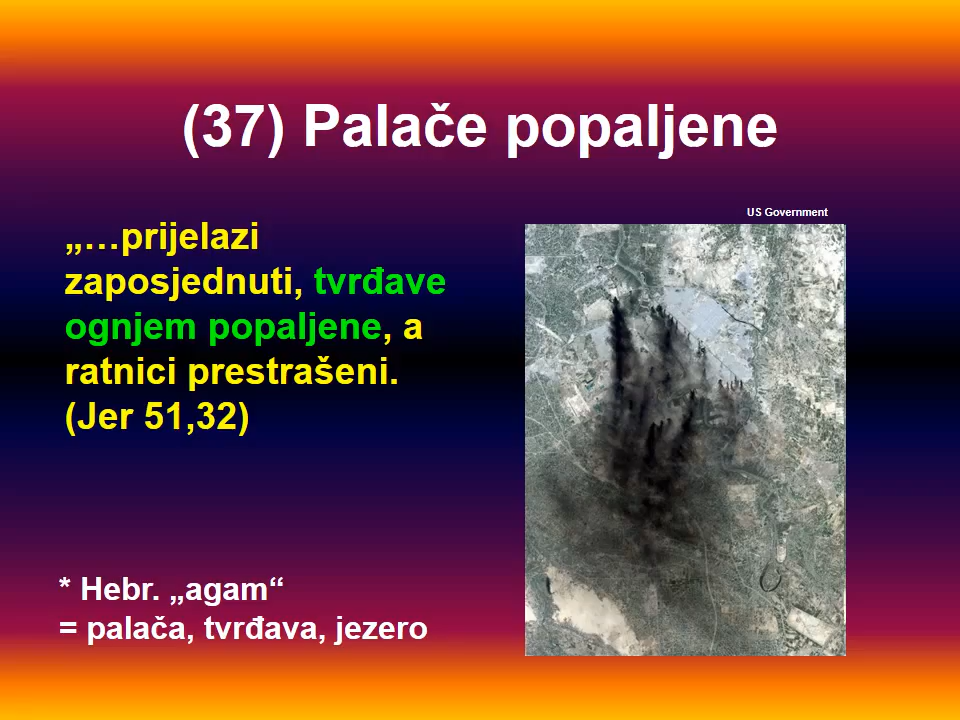 (37) Palače popaljene
US Government
„…prijelazi
zaposjednuti, tvrđave
ognjem popaljene, a
ratnici prestrašeni.
(Jer 51,32)
* Hebr. „agam“
= palača, tvrđava, jezero